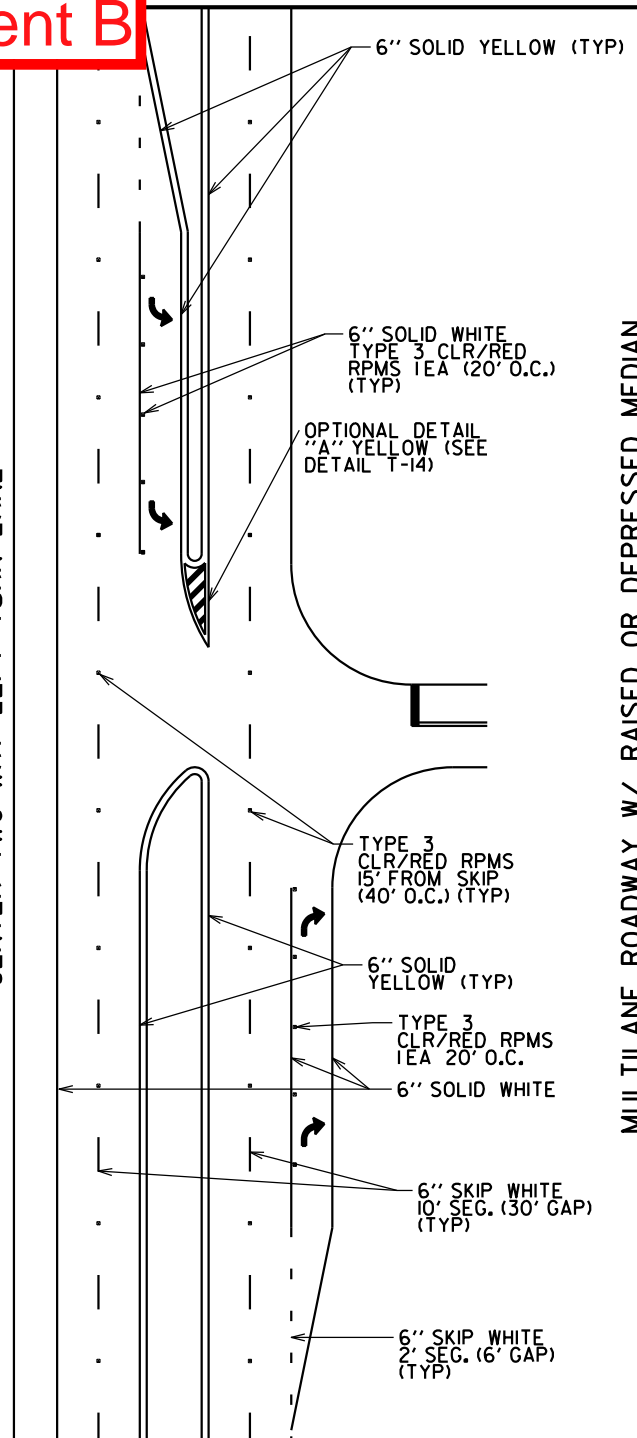 ent B
6'' SOLID YELLOW (TYP)
6'' SOLID WHITE
TYPE 3 CLR/RED
RPMS 1EA (20' O.C.)
(TYP)
OPTIONAL DETAIL
''A'' YELLOW (SEE
DETAIL T-14)
TYPE 3
CLR/RED RPMS
15' FROM SKIP
(40' O.C.) (TYP)
6'' SOLID
YELLOW (TYP)
TYPE 3
CLR/RED RPMS
1EA 20' O.C.
6'' SOLID WHITE
6'' SKIP WHITE
10' SEG. (30' GAP)
(TYP)
6'' SKIP WHITE
2' SEG. (6' GAP)
(TYP)
MULTILANE ROADWAY W/ RAISED OR DEPRESSED MEDIAN